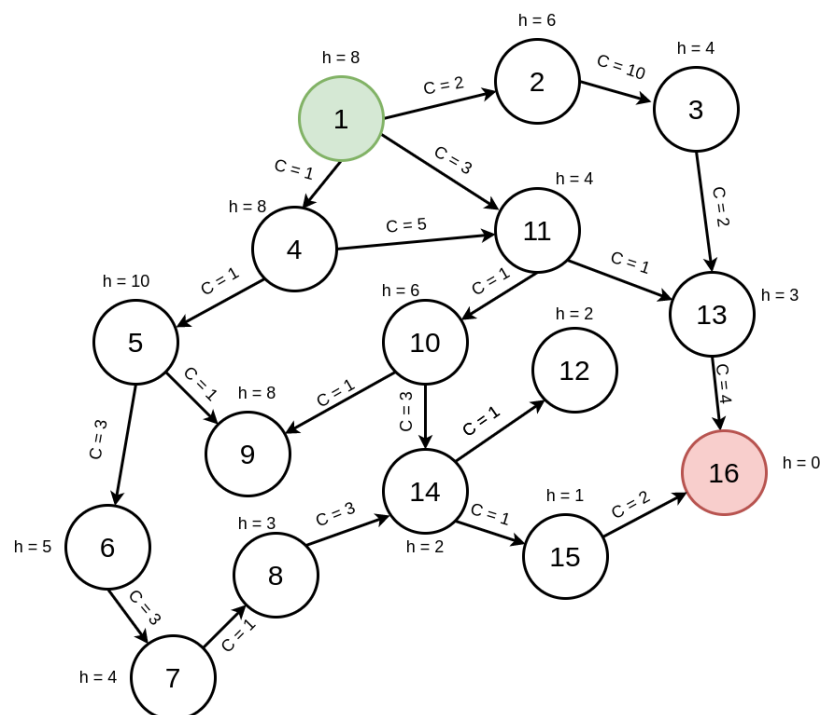 h = 6
h = 4
h = 8
C = 10
2
C = 2
3
1
C = 3
C = 1
h = 4
h = 8
C = 2
C = 5
11
4
C = 1
h = 10
C = 1
C = 1
h = 6
h = 3
13
h = 2
5
10
12
C = 4
C = 1
h = 8
C = 1
C = 3
C = 1
C = 3
9
16
h = 0
14
h = 1
C = 2
C = 3
C = 1
h = 3
h = 5
6
h = 2
15
8
C = 3
C = 1
h = 4
7